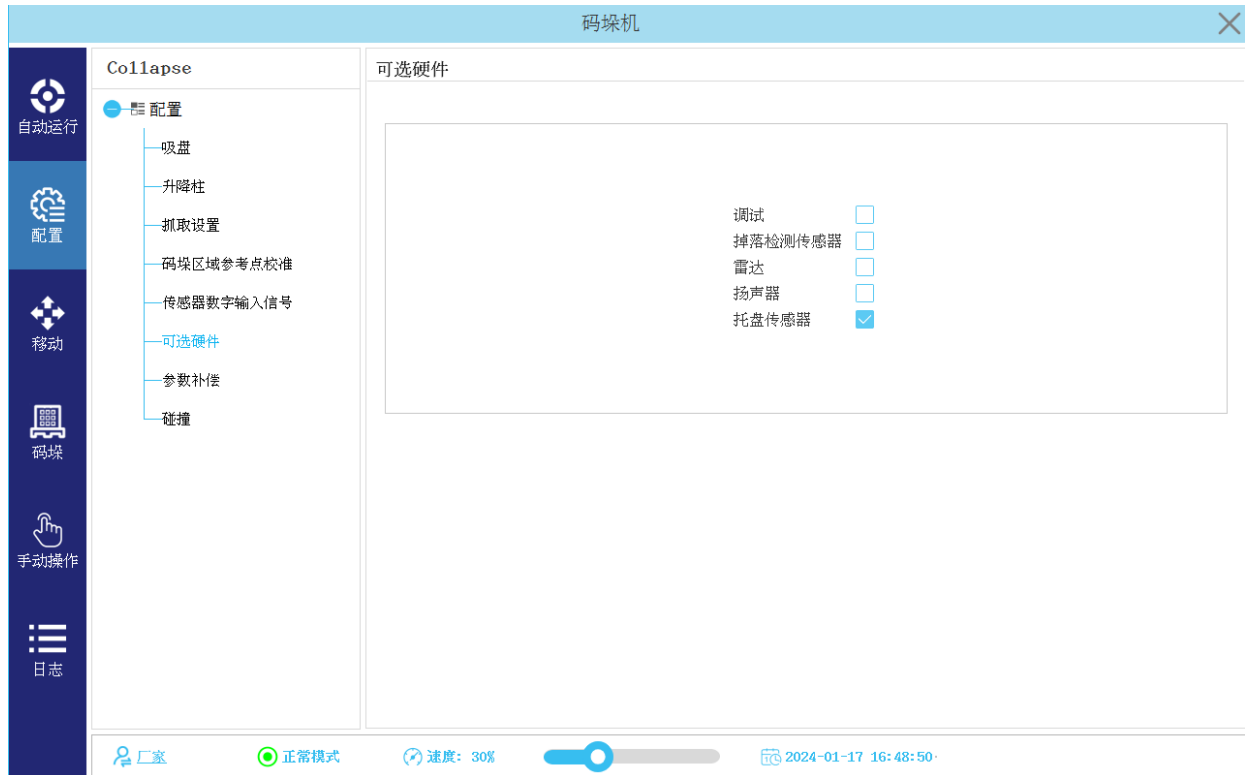 码垛机
自动运行
配置
移动
码垛
手动操作
日志
Collapse
配置
吸盘
升降柱
抓取设置
码垛区域参考点校准
传感器数字输入信号
可选硬件
参数补偿
碰撞
可选硬件
调试
掉落检测传感器
雷达
扬声器
托盘传感器
厂家
正常模式
速度: 30%
2024-01-17 16:48:50